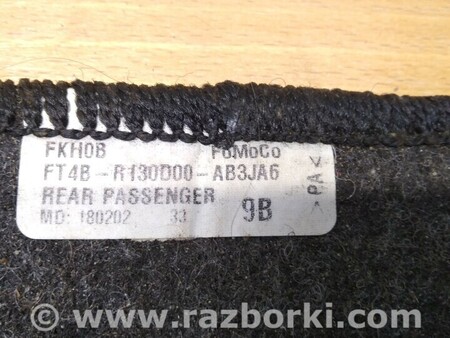 FKH0B FoMoCo
FT4B-R130D00-AB3JA6
REAR PASSENGER
MD: 180202 33 9B
>PA<
www.razborki.com